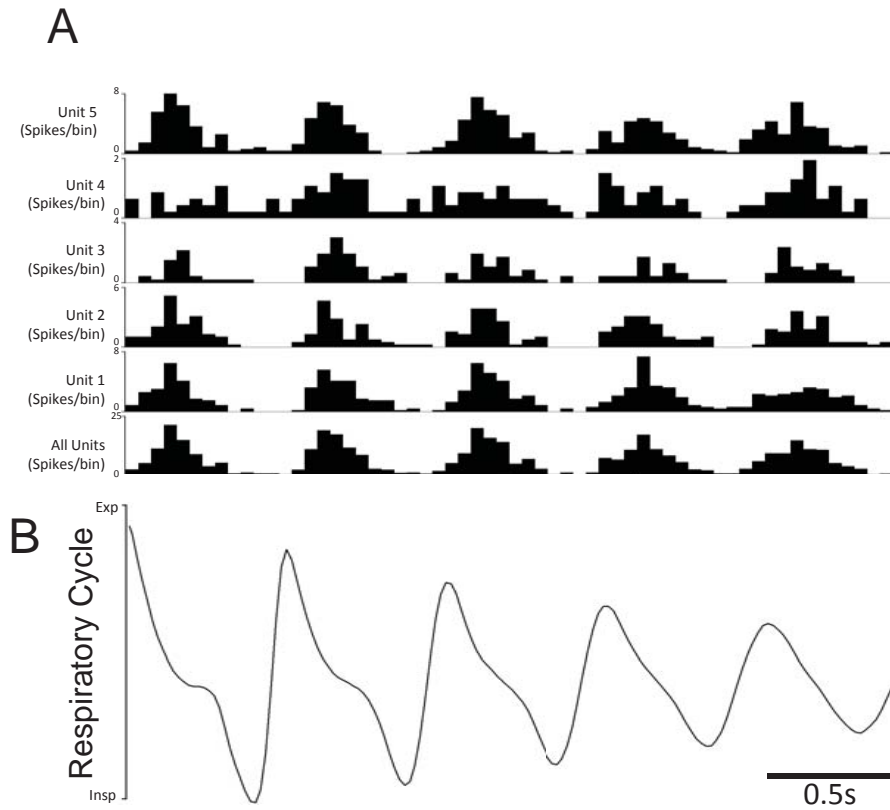 A
8
Unit 5
(Spikes/bin)
0
2
Unit 4
(Spikes/bin)
0
4
Unit 3
(Spikes/bin)
0
6
Unit 2
(Spikes/bin)
0
8
Unit 1
(Spikes/bin)
0
25
All Units
(Spikes/bin)
0
B
Respiratory Cycle
Exp
Insp
0.5s